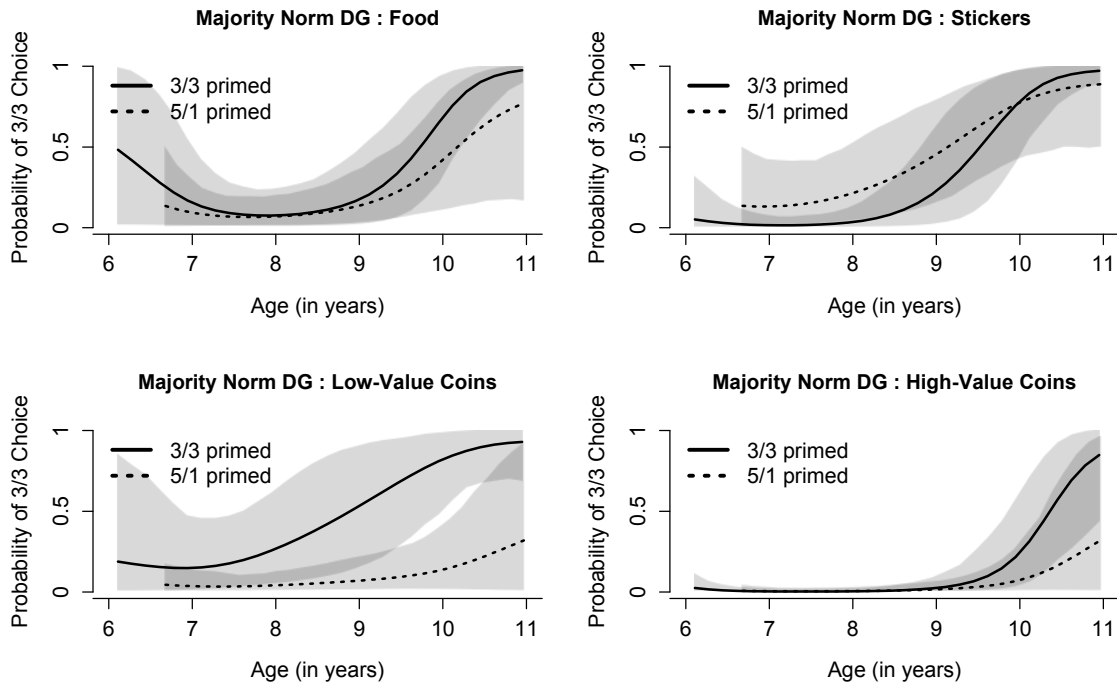 Majority Norm DG : Food
Probability of 3/3 Choice
1
0.5
0
3/3 primed
5/1 primed
6 7 8 9 10 11
Age (in years)
Majority Norm DG : Stickers
Probability of 3/3 Choice
1
0.5
0
3/3 primed
5/1 primed
6 7 8 9 10 11
Age (in years)
Majority Norm DG : Low-Value Coins
Probability of 3/3 Choice
1
0.5
0
3/3 primed
5/1 primed
6 7 8 9 10 11
Age (in years)
Majority Norm DG : High-Value Coins
Probability of 3/3 Choice
1
0.5
0
3/3 primed
5/1 primed
6 7 8 9 10 11
Age (in years)